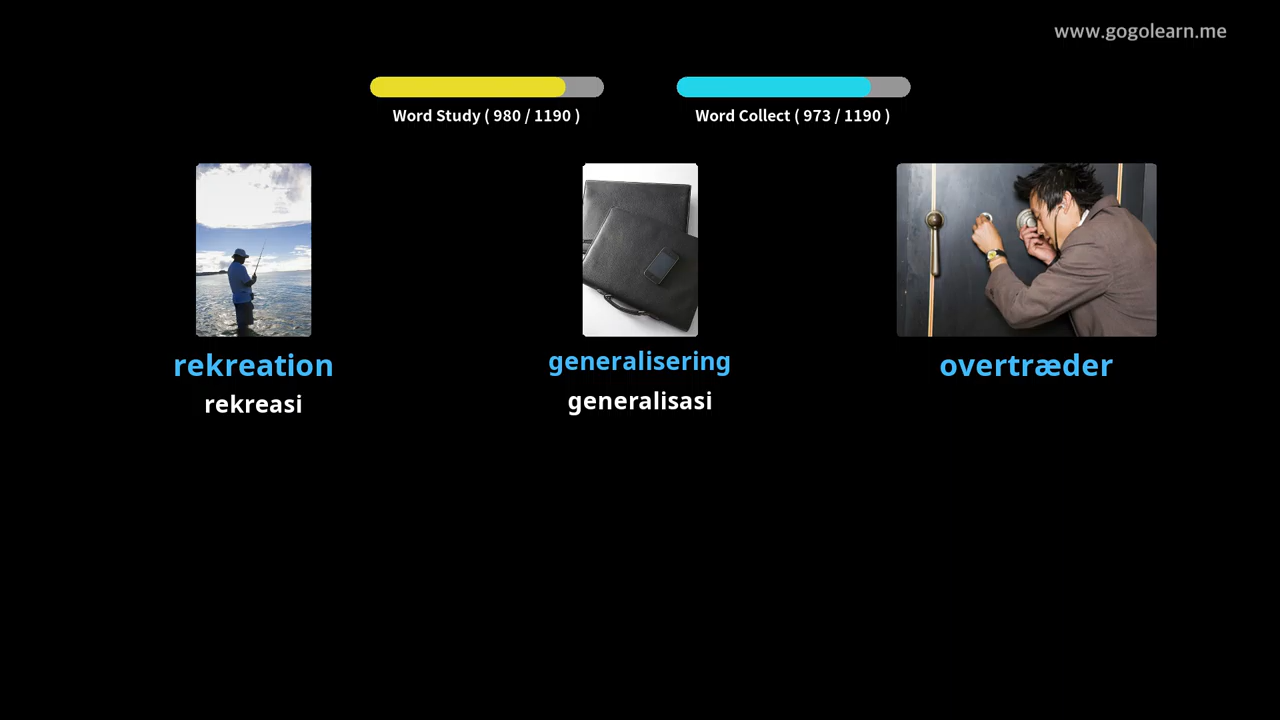 www.gogolearn.me
Word Study ( 980 / 1190 )
Word Collect ( 973 / 1190 )
rekreation
rekreasi
generalisering
generalisasi
overtræder